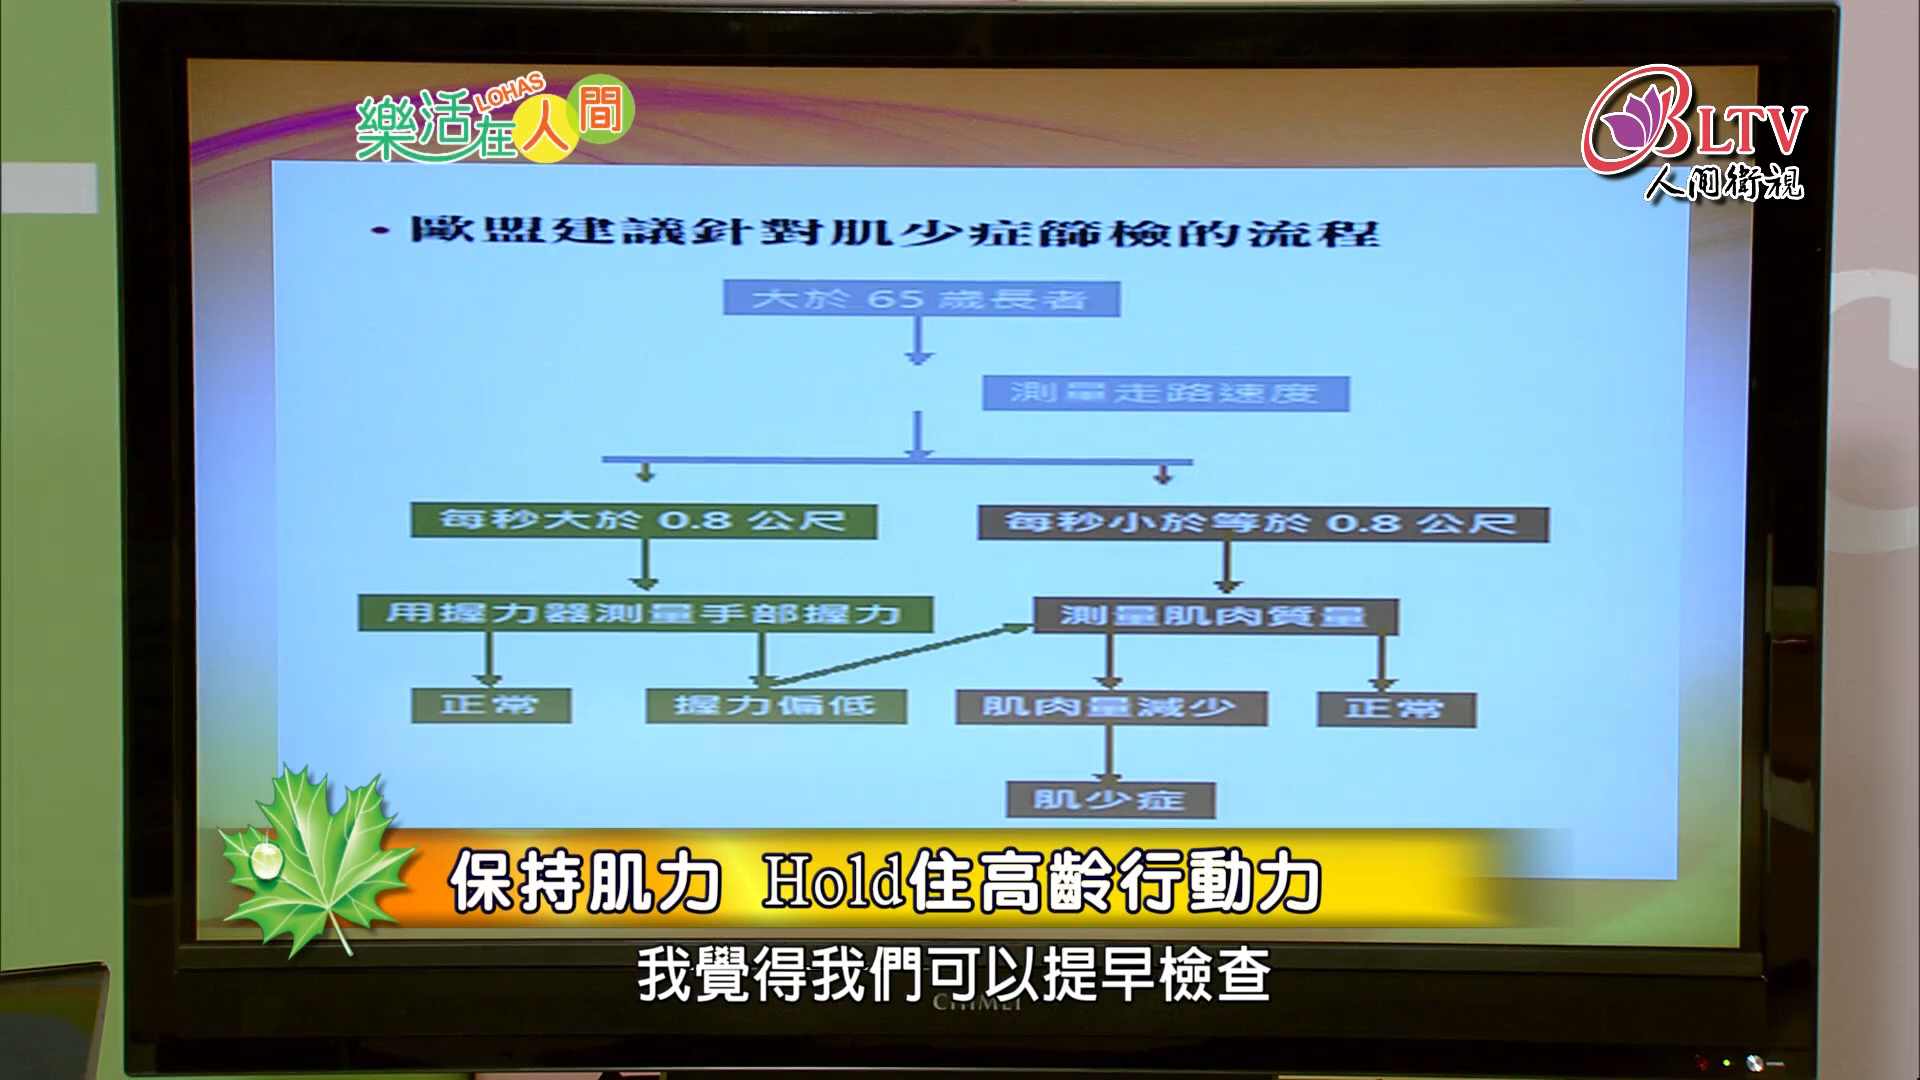 樂活在人間
LOHAS
BLTV
人間衛視
•歐盟建議針對肌少症篩檢的流程
大於 65 歲長者
測量走路速度
每秒大於 0.8 公尺
每秒小於等於 0.8 公尺
用握力器測量手部握力
測量肌肉質量
正常
握力偏低
肌肉量減少
正常
肌少症
保持肌力 Hold住高齡行動力
我覺得我們可以提早檢查
CHIMEI